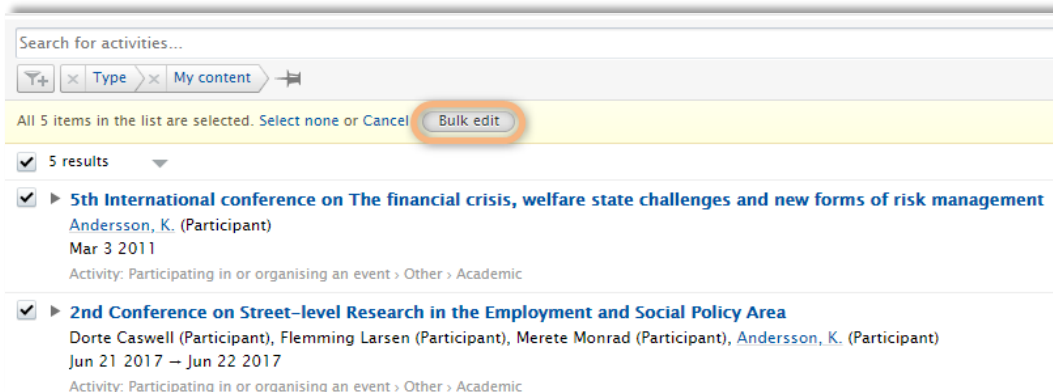 Search for activities...
Type My content
All 5 items in the list are selected. Select none or Cancel Bulk edit
5 results
5th International conference on The financial crisis, welfare state challenges and new forms of risk management
Andersson, K. (Participant)
Mar 3 2011
Activity: Participating in or organising an event › Other › Academic
2nd Conference on Street-level Research in the Employment and Social Policy Area
Dorte Caswell (Participant), Flemming Larsen (Participant), Merete Monrad (Participant), Andersson, K. (Participant)
Jun 21 2017 → Jun 22 2017
Activity: Participating in or organising an event › Other › Academic